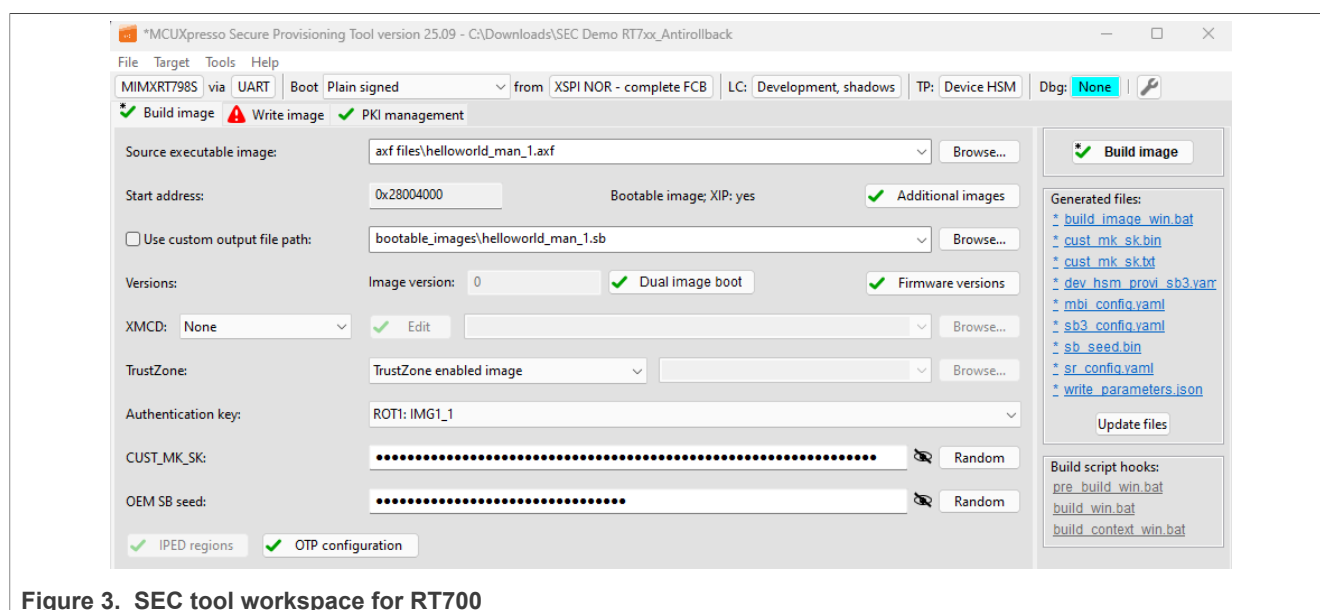 *MCUXpresso Secure Provisioning Tool version 25.09 - C:\Downloads\SEC Demo RT7xx_Antirollback
File Target Tools Help
MIMXRT798S via UART Boot Plain signed from XSPI NOR - complete FCB LC: Development, shadows TP: Device HSM Dbg: None
* Build image Write image PKI management
Source executable image: axf files\helloworld_man_1.axf Browse...
* Build image
Start address: 0x28004000 Bootable image; XIP: yes Additional images
Generated files:
* build_image_win.bat
Use custom output file path: bootable_images\helloworld_man_1.sb Browse...
* cust_mk_sk.bin
* cust_mk_sk.txt
Versions: Image version: 0 Dual image boot Firmware versions
* dev_hsm_provi_sb3.yam
* mbi_config.yaml
XMCD: None Edit Browse...
* sb3_config.yaml
* sb_seed.bin
TrustZone: TrustZone enabled image Browse...
* sr_config.yaml
* write_parameters.json
Authentication key: ROT1: IMG1_1
Update files
CUST_MK_SK: Random
Build script hooks:
pre_build_win.bat
OEM SB seed: Random
build_win.bat
build_context_win.bat
IPED regions OTP configuration
Figure 3. SEC tool workspace for RT700